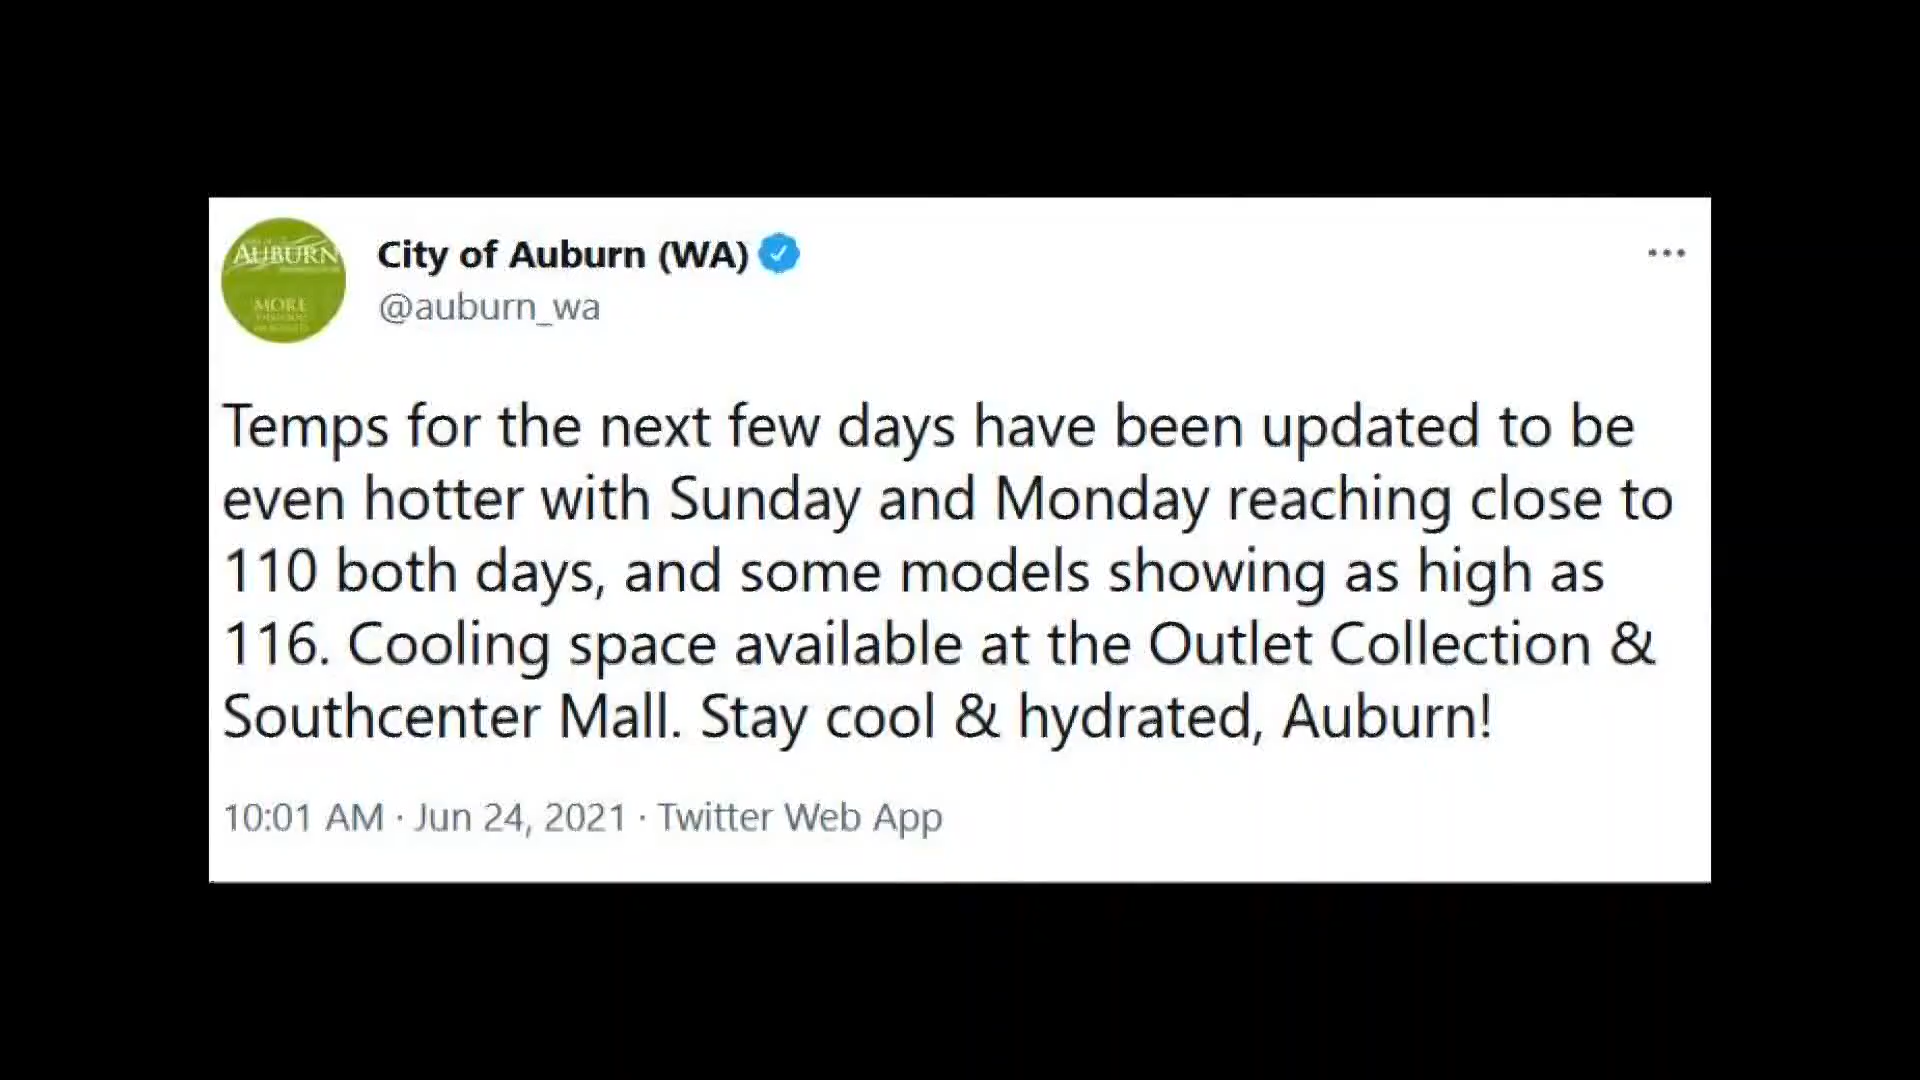 AUBURN
MORE
City of Auburn (WA)
@auburn_wa
Temps for the next few days have been updated to be
even hotter with Sunday and Monday reaching close to
110 both days, and some models showing as high as
116. Cooling space available at the Outlet Collection &
Southcenter Mall. Stay cool & hydrated, Auburn!
10:01 AM · Jun 24, 2021 · Twitter Web App